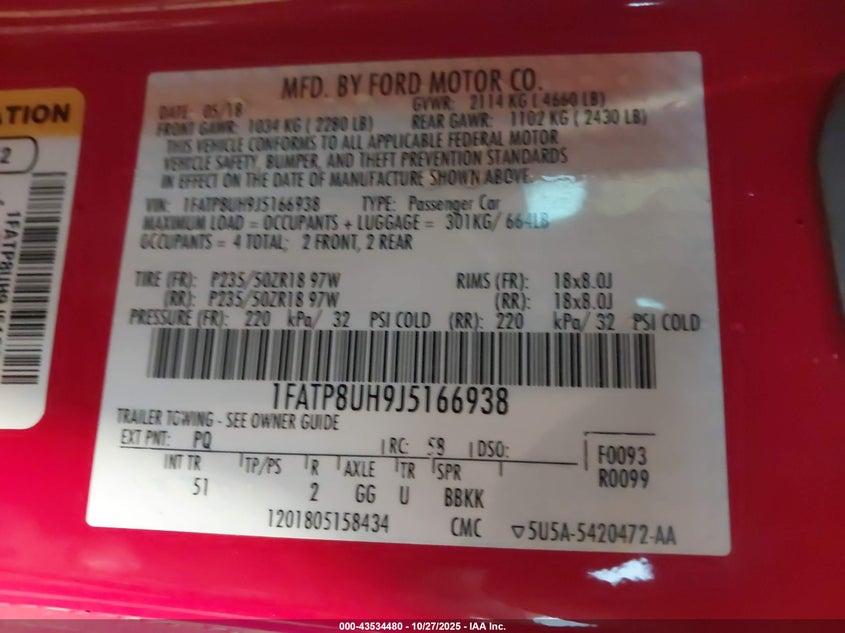 ATION
2
1FATP8UH9J
MFD. BY FORD MOTOR CO.
DATE: 05/18 GVWR: 2114 KG ( 4660 LB)
FRONT GAWR: 1034 KG ( 2280 LB) REAR GAWR: 1102 KG ( 2430 LB)
THIS VEHICLE CONFORMS TO ALL APPLICABLE FEDERAL MOTOR
VEHICLE SAFETY, BUMPER, AND THEFT PREVENTION STANDARDS
IN EFFECT ON THE DATE OF MANUFACTURE SHOWN ABOVE.
VIN: 1FATP8UH9J5166938 TYPE: Passenger Car
MAXIMUM LOAD = OCCUPANTS + LUGGAGE = 301KG/ 664LB
OCCUPANTS = 4 TOTAL; 2 FRONT, 2 REAR
TIRE (FR): P235/50ZR18 97W RIMS (FR): 18x8.0J
(RR): P235/50ZR18 97W (RR): 18x8.0J
PRESSURE (FR): 220 kPa/ 32 PSI COLD (RR): 220 kPa/ 32 PSI COLD
1FATP8UH9J5166938
TRAILER TOWING - SEE OWNER GUIDE
EXT PNT: PQ RC: 58 DSO: F0093
INT TR TP/PS R AXLE TR SPR R0099
51 2 GG U BBKK
1201805158434 CMC 5U5A-5420472-AA
000-43534480 - 10/27/2025 - IAA Inc.